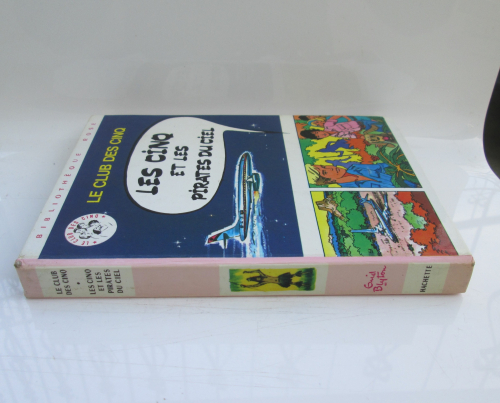 BIBLIOTHÈQUE ROSE
LE CLUB DES CINQ
LES CINQ
ET LES
PIRATES DU CIEL
LE CLUB
DES CINQ
LES CINQ
ET LES
PIRATES
DU CIEL
Enid
Blyton
HACHETTE